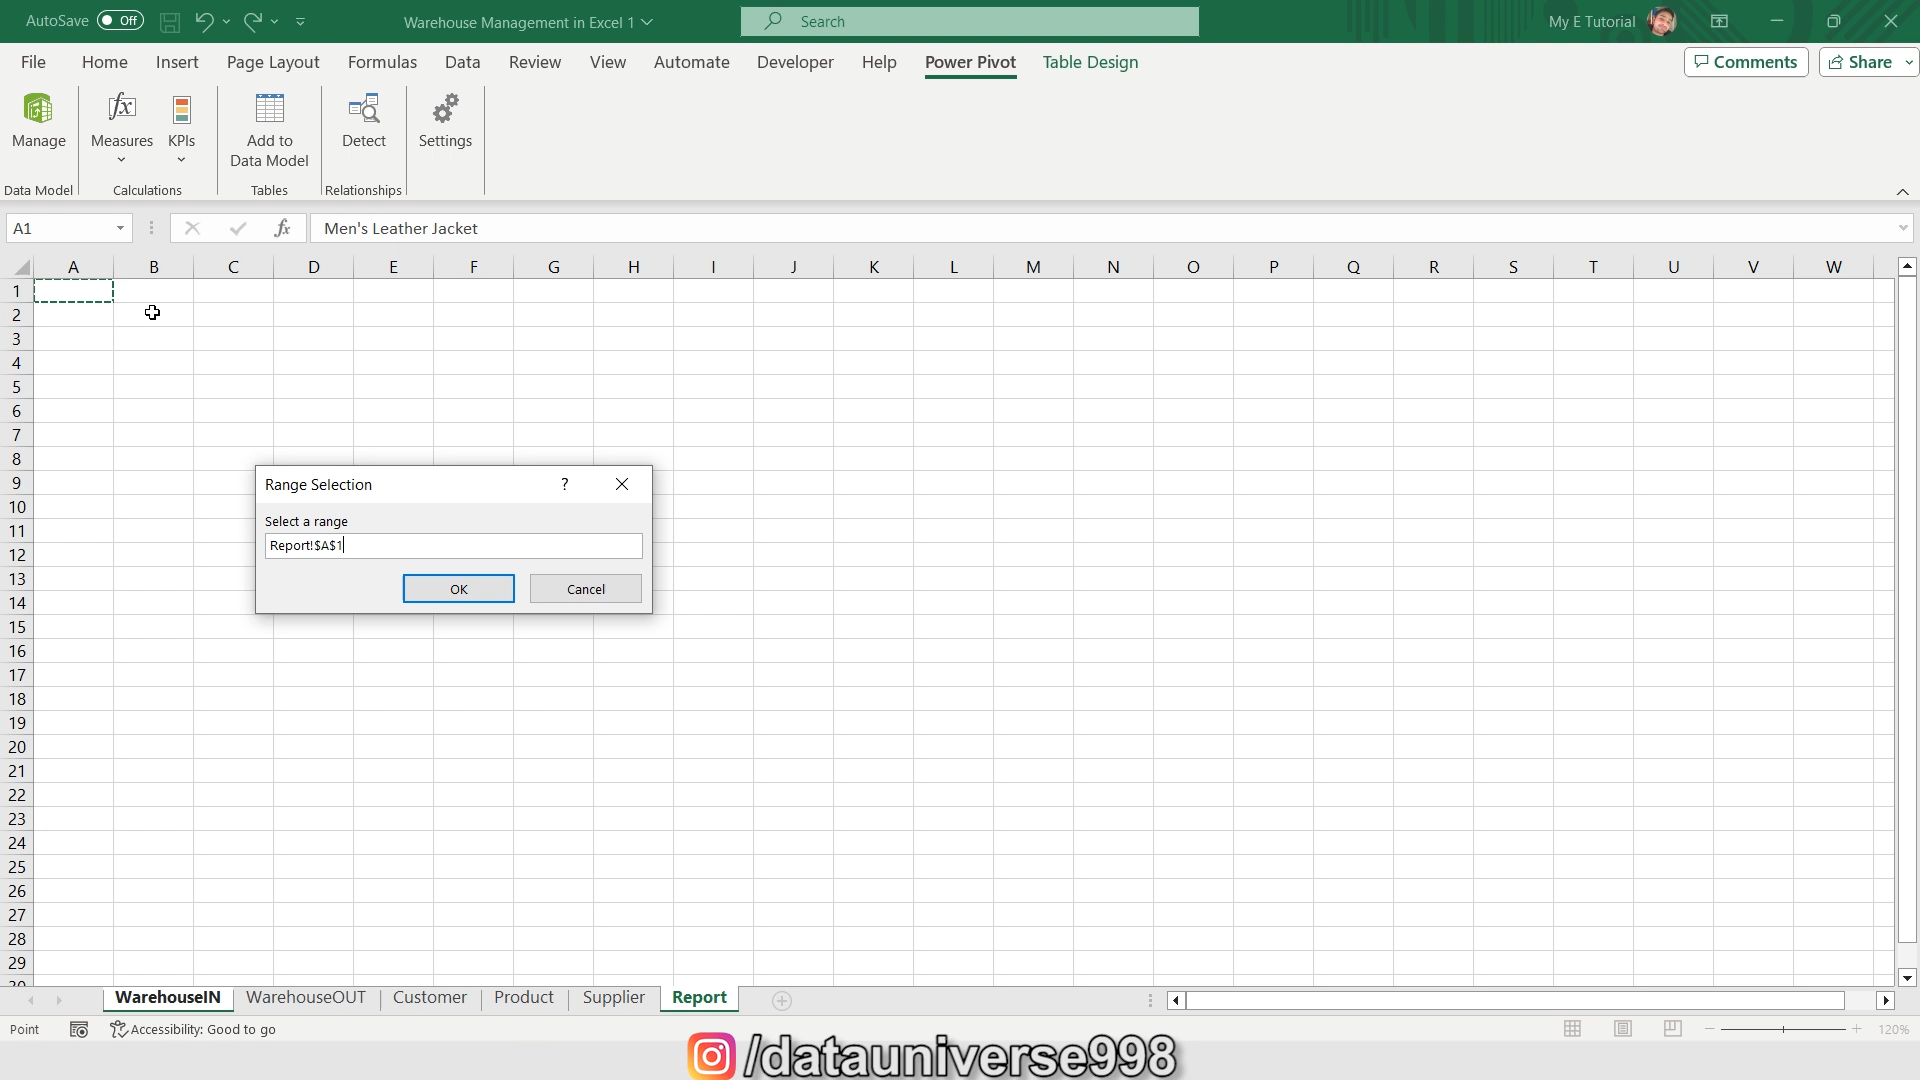 AutoSave Off Warehouse Management in Excel 1 Search My E Tutorial
File Home Insert Page Layout Formulas Data Review View Automate Developer Help Power Pivot Table Design Comments Share
Manage Measures KPIs Add to Data Model Detect Settings
Data Model Calculations Tables Relationships
A1 fx Men's Leather Jacket
A B C D E F G H I J K L M N O P Q R S T U V W
1
2
3
4
5
6
7
8
9
10
11
12
13
14
15
16
17
18
19
20
21
22
23
24
25
26
27
28
29
Range Selection ?
Select a range
Report!$A$1
OK Cancel
WarehouseIN WarehouseOUT Customer Product Supplier Report
Point Accessibility: Good to go 120%
/datauniverse998